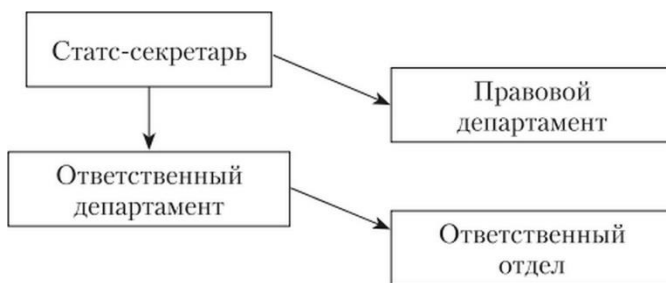 Статс-секретарь
Правовой
департамент
Ответственный
департамент
Ответственный
отдел